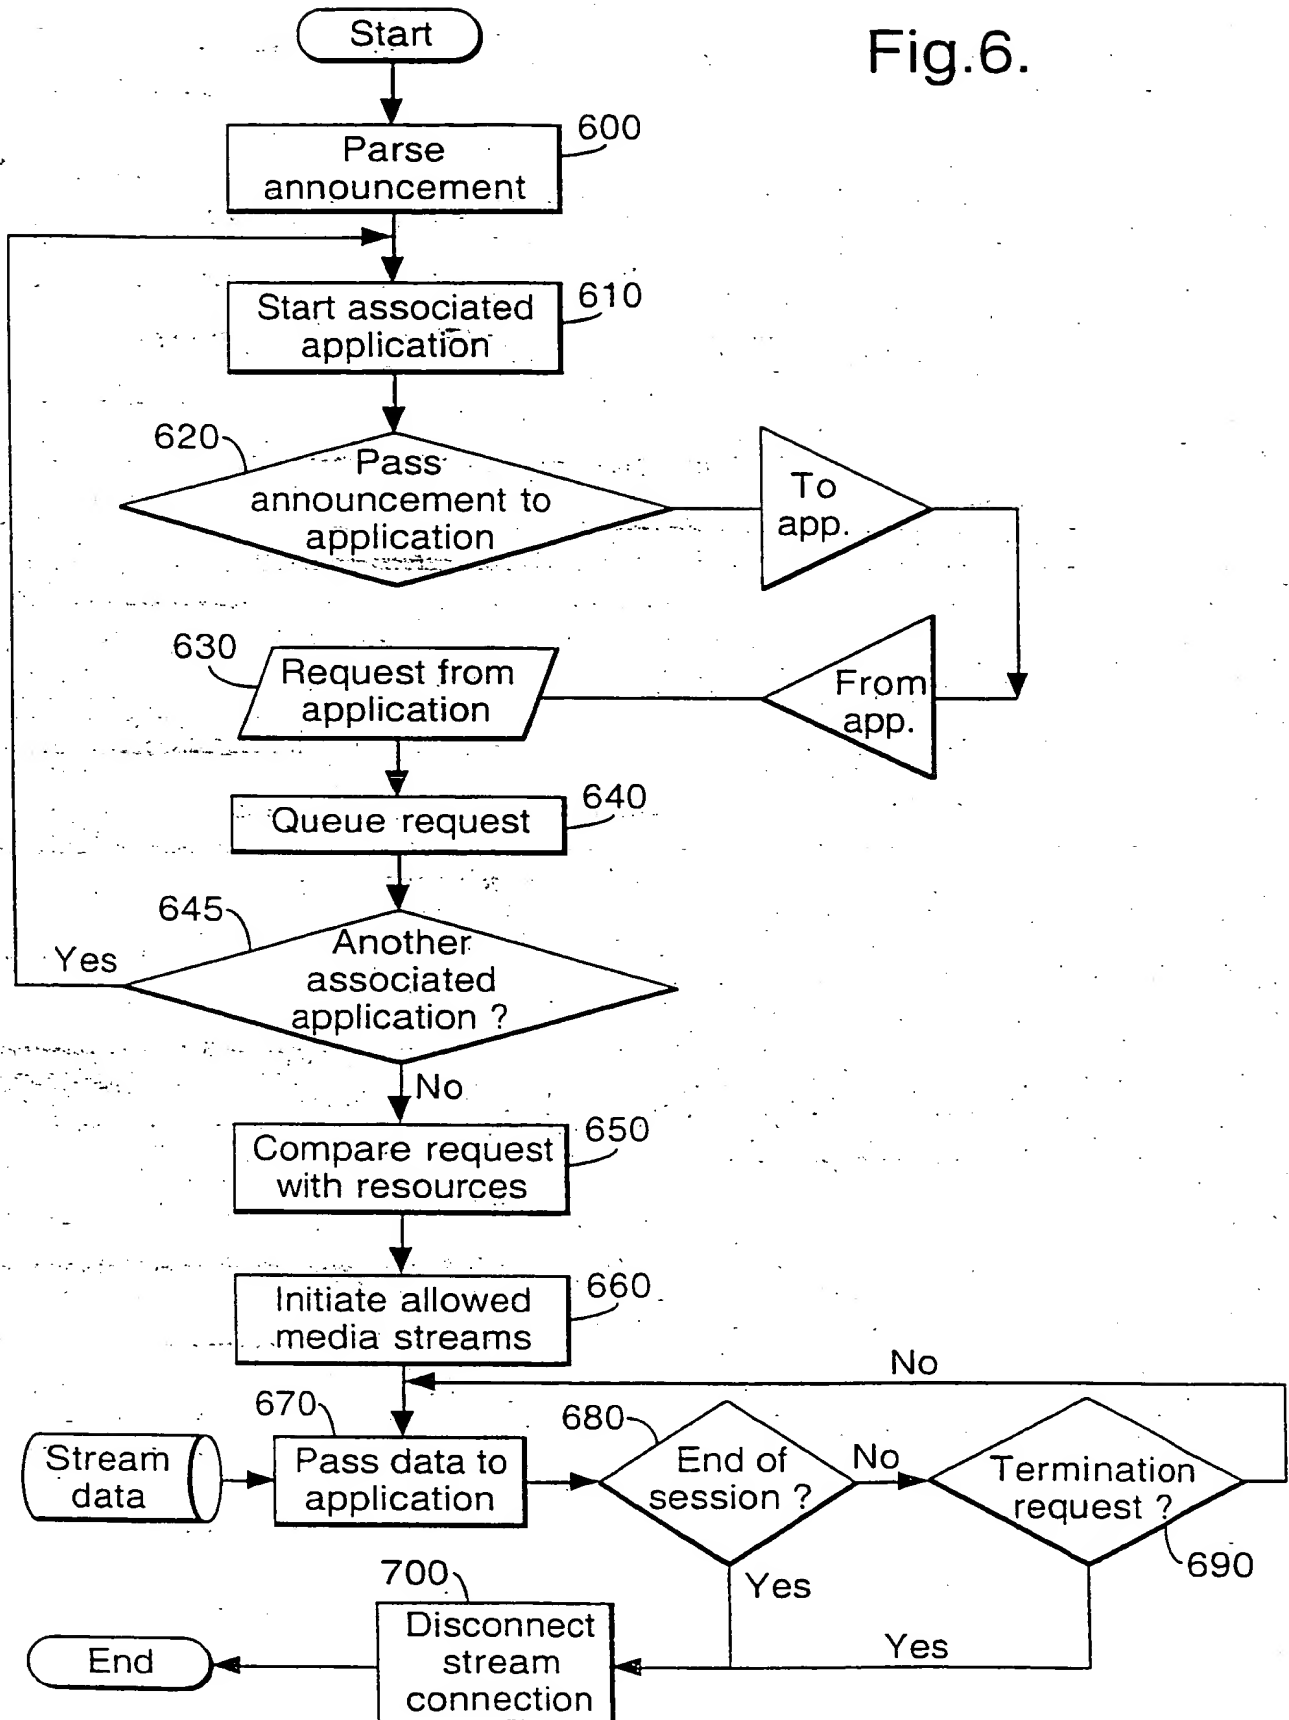 Fig.6.
Start
600
Parse
announcement
610
Start associated
application
620
Pass
announcement to
application
To
app.
From
app.
630
Request from
application
640
Queue request
645
Another
associated
application ?
Yes
No
650
Compare request
with resources
660
Initiate allowed
media streams
No
670
Stream
data
Pass data to
application
680
End of
session ?
No
Termination
request ?
690
Yes
Yes
700
Disconnect
stream
connection
End